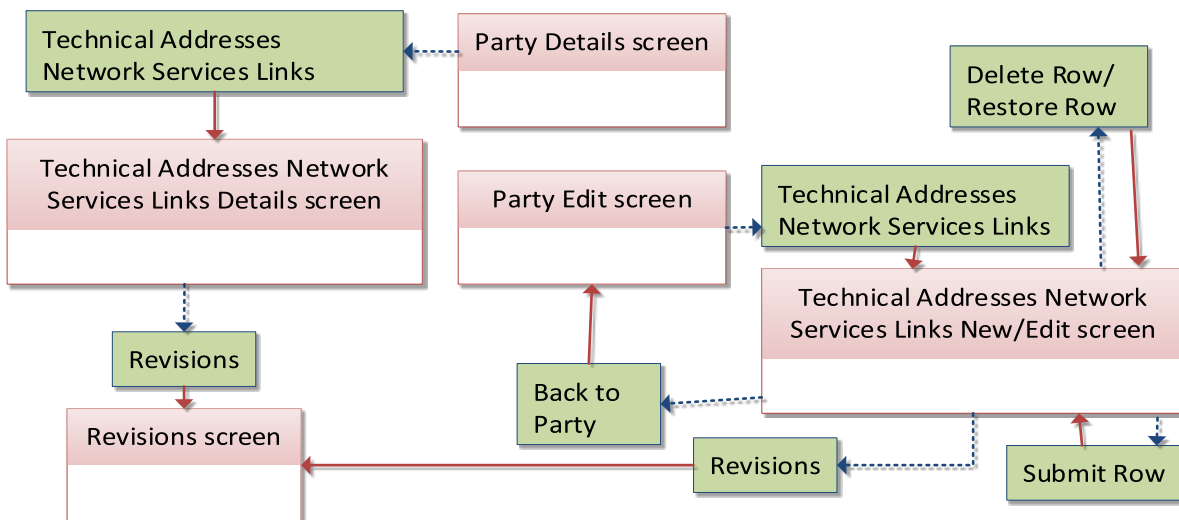 Technical Addresses
Network Services Links
Party Details screen
Delete Row/
Restore Row
Technical Addresses Network
Services Links Details screen
Party Edit screen
Technical Addresses
Network Services Links
Technical Addresses Network
Services Links New/Edit screen
Revisions
Back to
Party
Revisions screen
Revisions
Submit Row